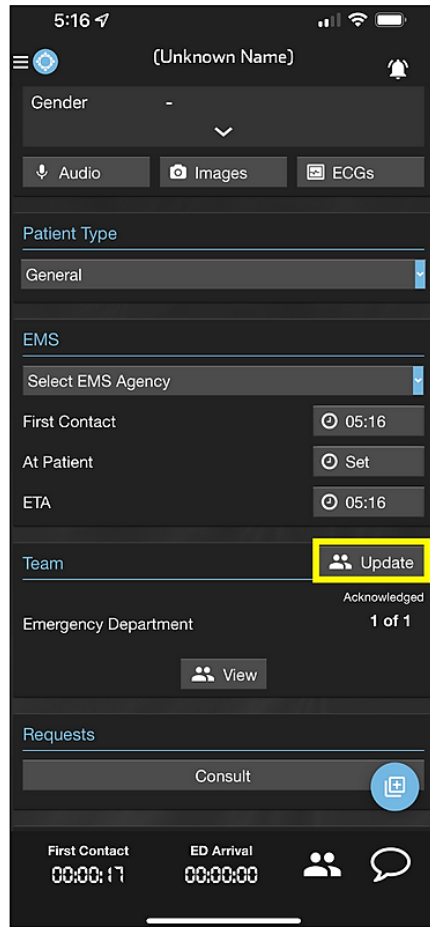 5:16
(Unknown Name)
Gender -
Audio Images ECGs
Patient Type
General
EMS
Select EMS Agency
First Contact 05:16
At Patient Set
ETA 05:16
Team Update
Acknowledged
Emergency Department 1 of 1
View
Requests
Consult
First Contact ED Arrival
00:00:17 00:00:00